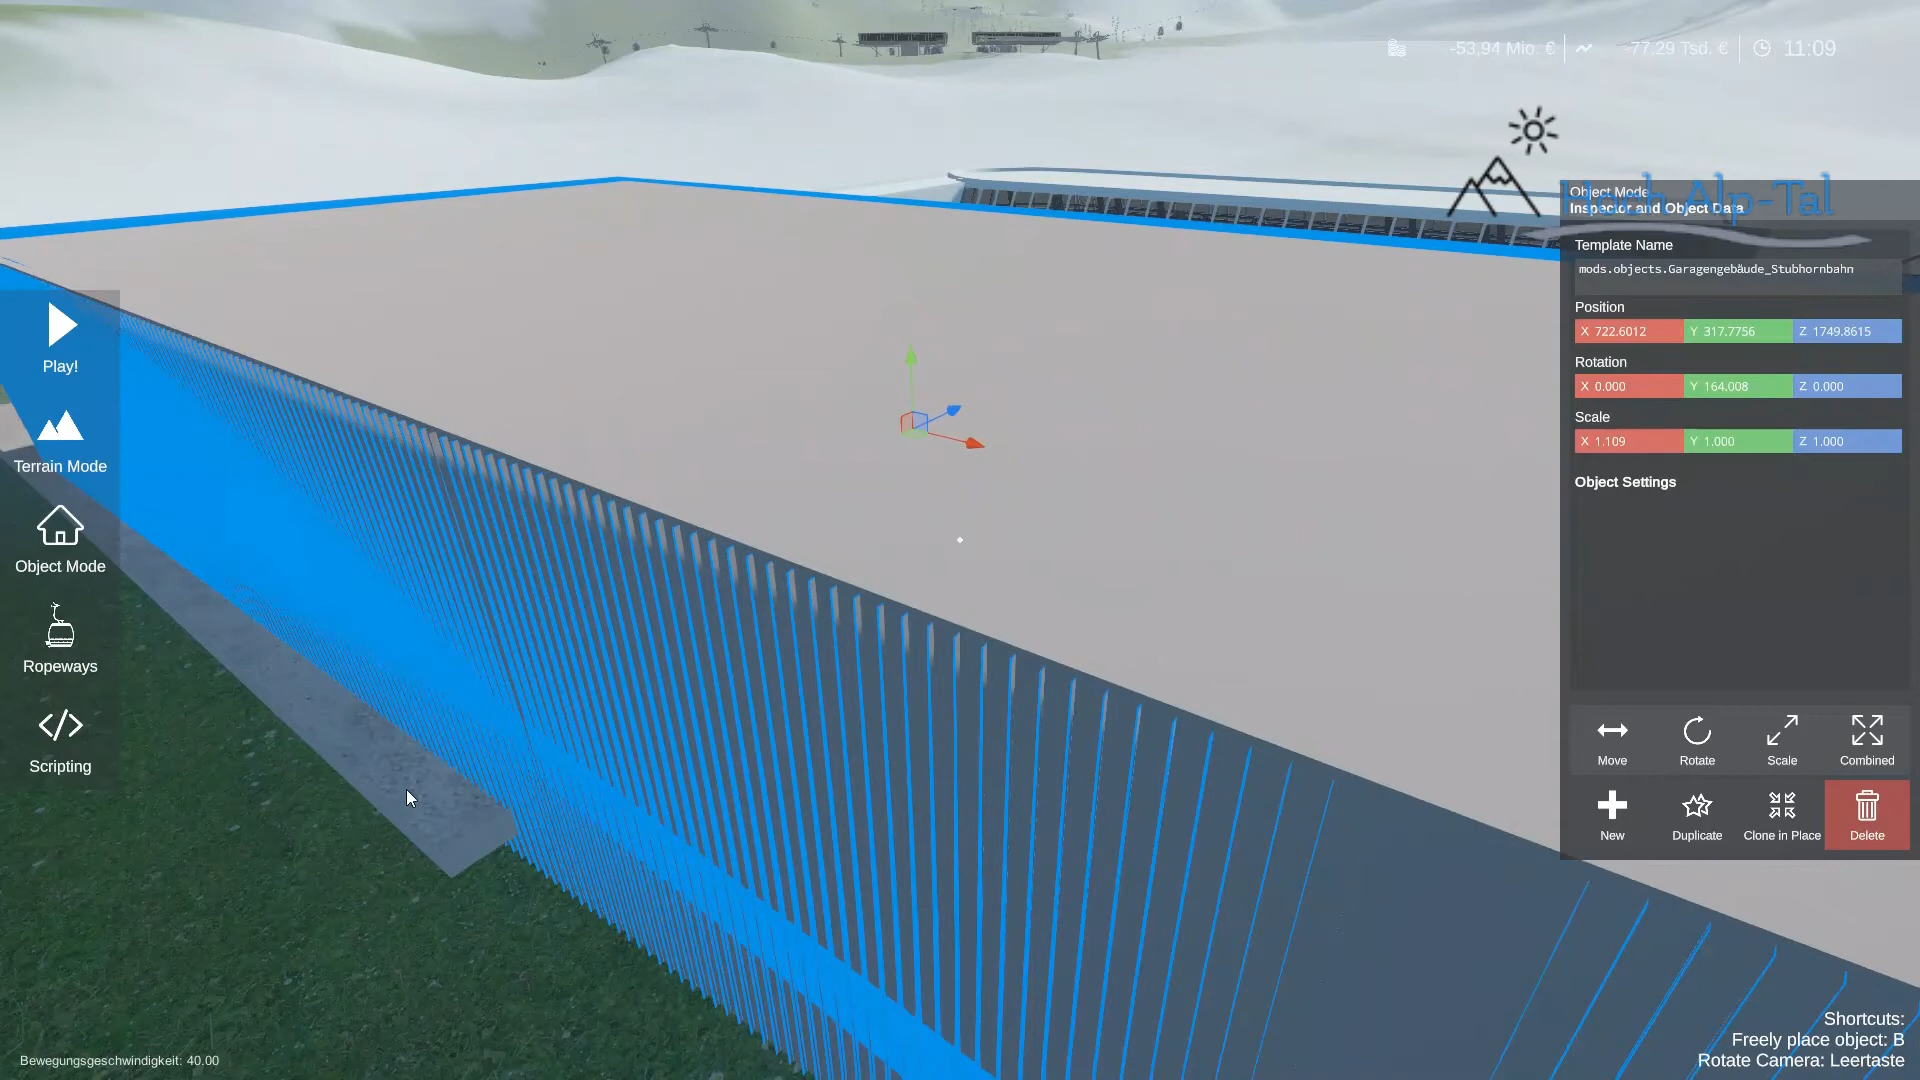 -53,94 Mio. €
-77,29 Tsd. €
11:09
Hoch-Alp-Tal
Object Mode
Inspector and Object Data
Template Name
mods.objects.Garagengebäude_Stubhornbahn
Position
X 722.6012 Y 317.7756 Z 1749.8615
Rotation
X 0.000 Y 164.008 Z 0.000
Scale
X 1.109 Y 1.000 Z 1.000
Object Settings
Play!
Terrain Mode
Object Mode
Ropeways
Scripting
Move Rotate Scale Combined
New Duplicate Clone in Place Delete
Shortcuts:
Freely place object: B
Rotate Camera: Leertaste
Bewegungsgeschwindigkeit: 40.00